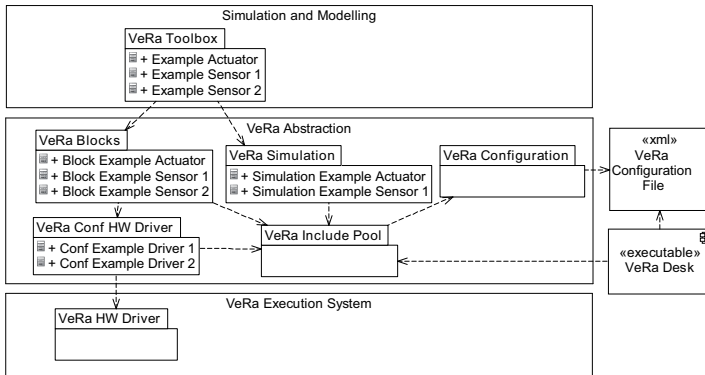 Simulation and Modelling
VeRa Toolbox
+ Example Actuator
+ Example Sensor 1
+ Example Sensor 2
VeRa Abstraction
VeRa Blocks
+ Block Example Actuator
+ Block Example Sensor 1
+ Block Example Sensor 2
VeRa Simulation
+ Simulation Example Actuator
+ Simulation Example Sensor 1
VeRa Configuration
«xml»
VeRa
Configuration
File
VeRa Conf HW Driver
+ Conf Example Driver 1
+ Conf Example Driver 2
VeRa Include Pool
«executable»
VeRa Desk
VeRa Execution System
VeRa HW Driver